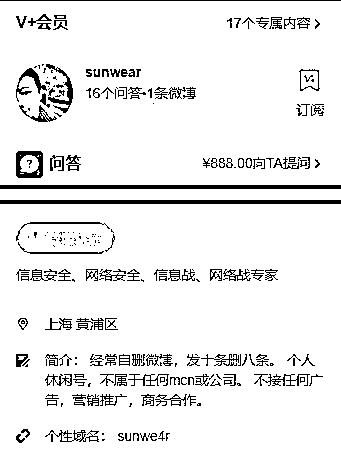 V+会员
17个专属内容
sunwear
16个问答·1条微博
V+
订阅
问答
¥888.00向TA提问
信息安全、网络安全、信息战、网络战专家
上海 黄浦区
简介： 经常自删微博，发十条删八条。 个人
休闲号，不属于任何mcn或公司。 不接任何广
告，营销推广，商务合作。
个性域名： sunwe4r